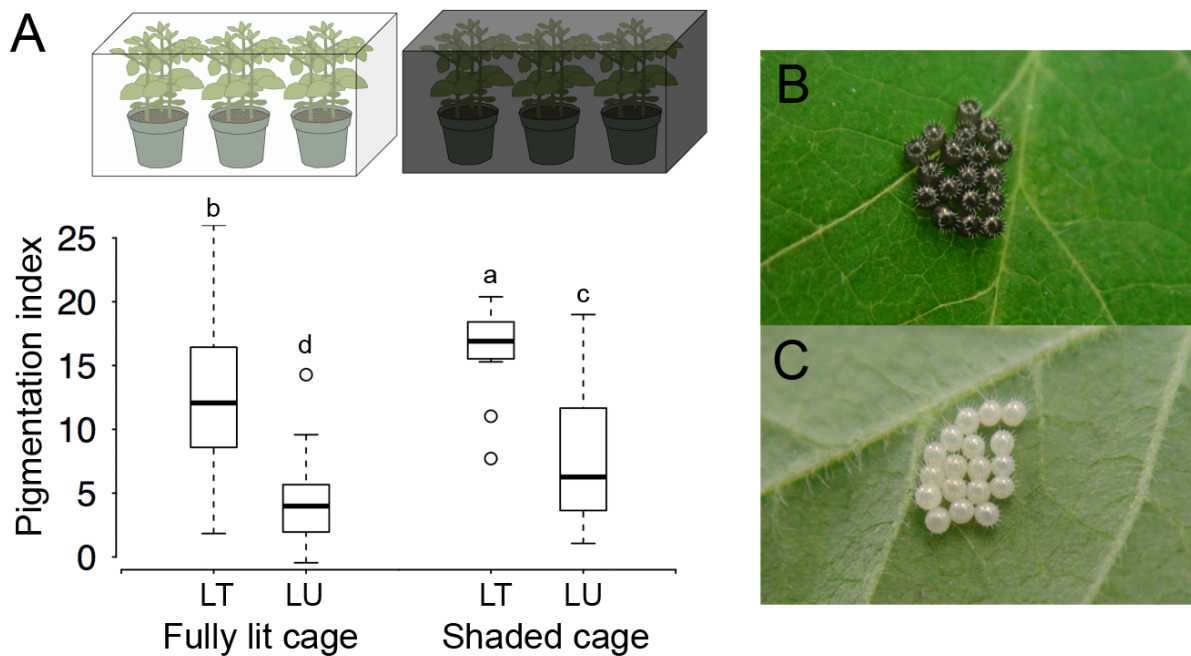 A
B
C
Pigmentation index
25
20
15
10
5
0
b
d
a
c
LT LU LT LU
Fully lit cage Shaded cage